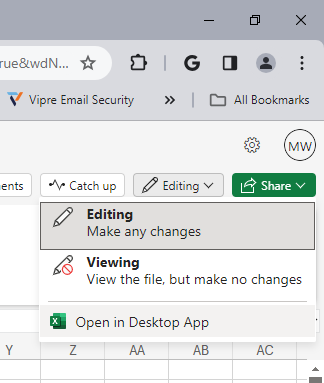 rue&wdN...
Vipre Email Security
»
All Bookmarks
MW
ents
Catch up
Editing
Share
Editing
Make any changes
Viewing
View the file, but make no changes
Open in Desktop App
Y Z AA AB AC